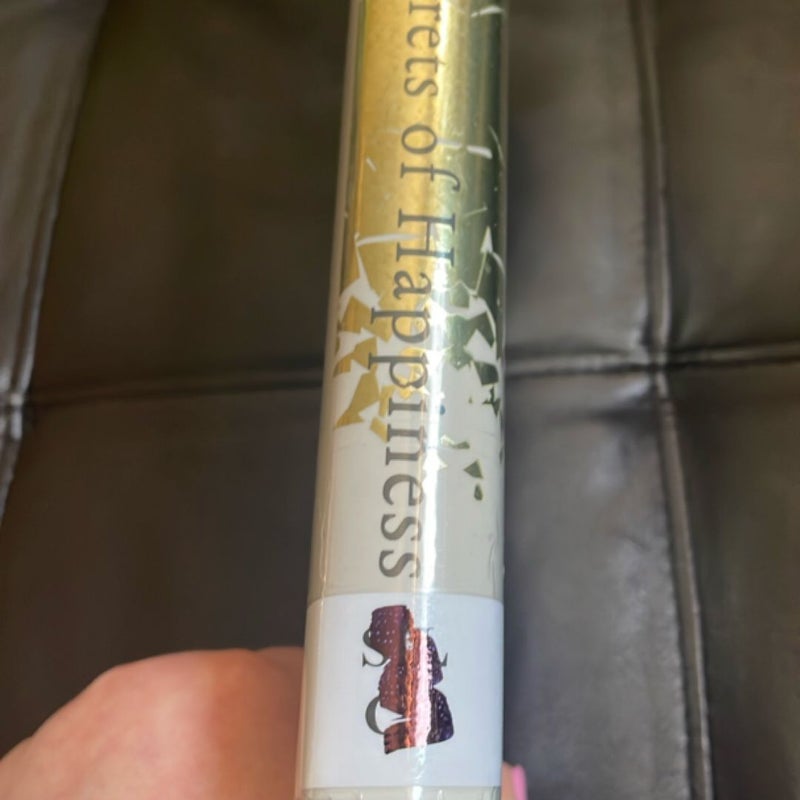 rets of Happiness